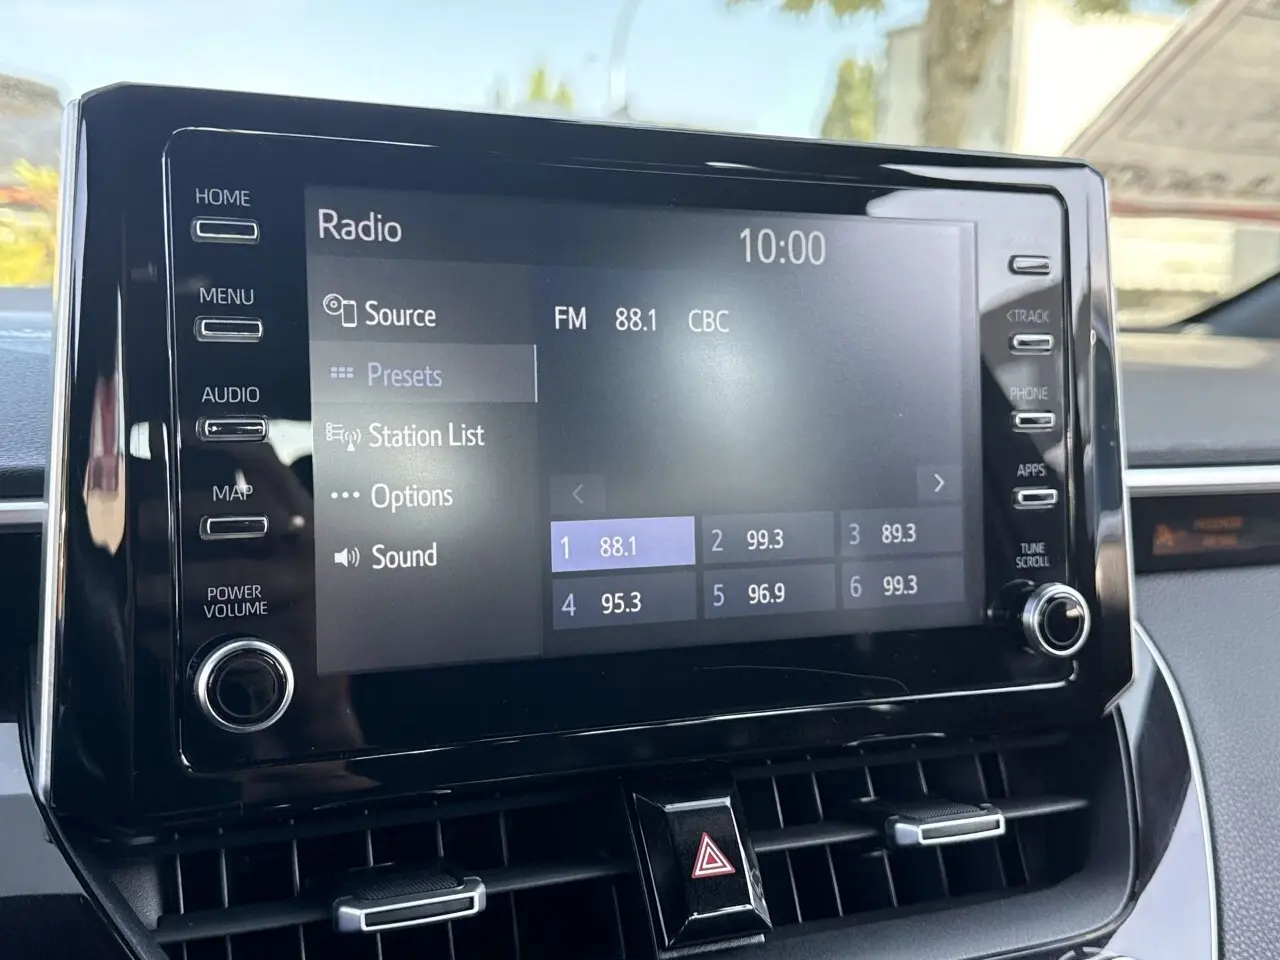 HOME
MENU
AUDIO
MAP
POWER
VOLUME
Radio
10:00
Source
Presets
Station List
Options
Sound
FM 88.1 CBC
<
>
1 88.1
2 99.3
3 89.3
4 95.3
5 96.9
6 99.3
<TRACK
PHONE
APPS
TUNE
SCROLL
PASSENGER